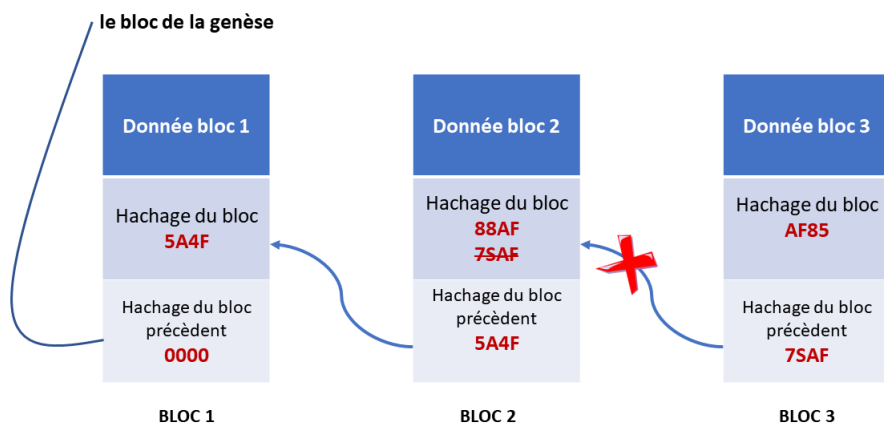 le bloc de la genèse
Donnée bloc 1
Hachage du bloc
5A4F
Hachage du bloc
précèdent
0000
BLOC 1
Donnée bloc 2
Hachage du bloc
88AF
7SAF
Hachage du bloc
précèdent
5A4F
BLOC 2
Donnée bloc 3
Hachage du bloc
AF85
Hachage du bloc
précèdent
7SAF
BLOC 3